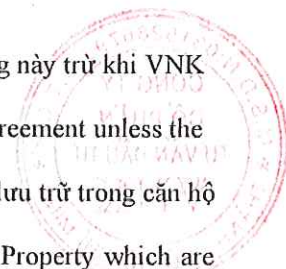 g này trừ khi VNK
reement unless the
lưu trữ trong căn hộ
Property which are